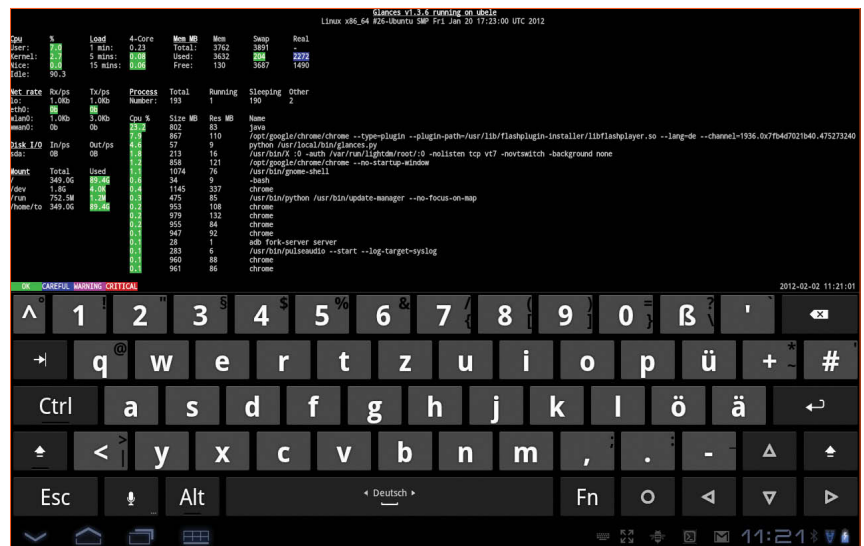 Glances v1.3.6 running on ubele
Linux x86_64 #26-Ubuntu SMP Fri Jan 20 17:23:00 UTC 2012
Cpu % Load 4-Core Mem MB Mem Swap Real
User: 7.0 1 min: 0.23 Total: 3762 3891 -
Kernel: 2.7 5 mins: 0.08 Used: 3632 204 2272
Nice: 0.0 15 mins: 0.06 Free: 130 3687 1490
Idle: 90.3
Net rate Rx/ps Tx/ps Process Total Running Sleeping Other
lo: 1.0Kb 1.0Kb Number: 193 1 190 2
eth0: 0b 0b
wlan0: 1.0Kb 3.0Kb Cpu % Size MB Res MB Name
wwan0: 0b 0b 23.2 802 83 java
7.9 867 110 /opt/google/chrome/chrome --type=plugin --plugin-path=/usr/lib/flashplugin-installer/libflashplayer.so --lang=de --channel=1936.0x7fb4d7021b40.475273240
Disk I/O In/ps Out/ps 4.6 57 9 python /usr/local/bin/glances.py
sda: 0B 0B 1.8 213 16 /usr/bin/X :0 -auth /var/run/lightdm/root/:0 -nolisten tcp vt7 -novtswitch -background none
1.2 858 121 /opt/google/chrome/chrome --no-startup-window
Mount Total Used 1.1 1074 76 /usr/bin/gnome-shell
/ 349.0G 89.4G 0.6 34 9 -bash
/dev 1.8G 4.0K 0.4 1145 337 chrome
/run 752.5M 1.2M 0.3 475 85 /usr/bin/python /usr/bin/update-manager --no-focus-on-map
/home/to 349.0G 89.4G 0.2 953 108 chrome
0.2 979 132 chrome
0.2 955 84 chrome
0.1 947 92 chrome
0.1 28 1 adb fork-server server
0.1 283 6 /usr/bin/pulseaudio --start --log-target=syslog
0.1 960 88 chrome
0.1 961 86 chrome
OK CAREFUL WARNING CRITICAL 2012-02-02 11:21:01
^ ° 1 ! 2 " 3 § 4 $ 5 % 6 & 7 / { 8 ( [ 9 ) ] 0 = } ß ? \ ' `
q @ w e r t z u i o p ü + * ~ # '
Ctrl a s d f g h j k l ö ä
< > | y x c v b n m , ; . : - _
Esc Alt Deutsch Fn
11:21